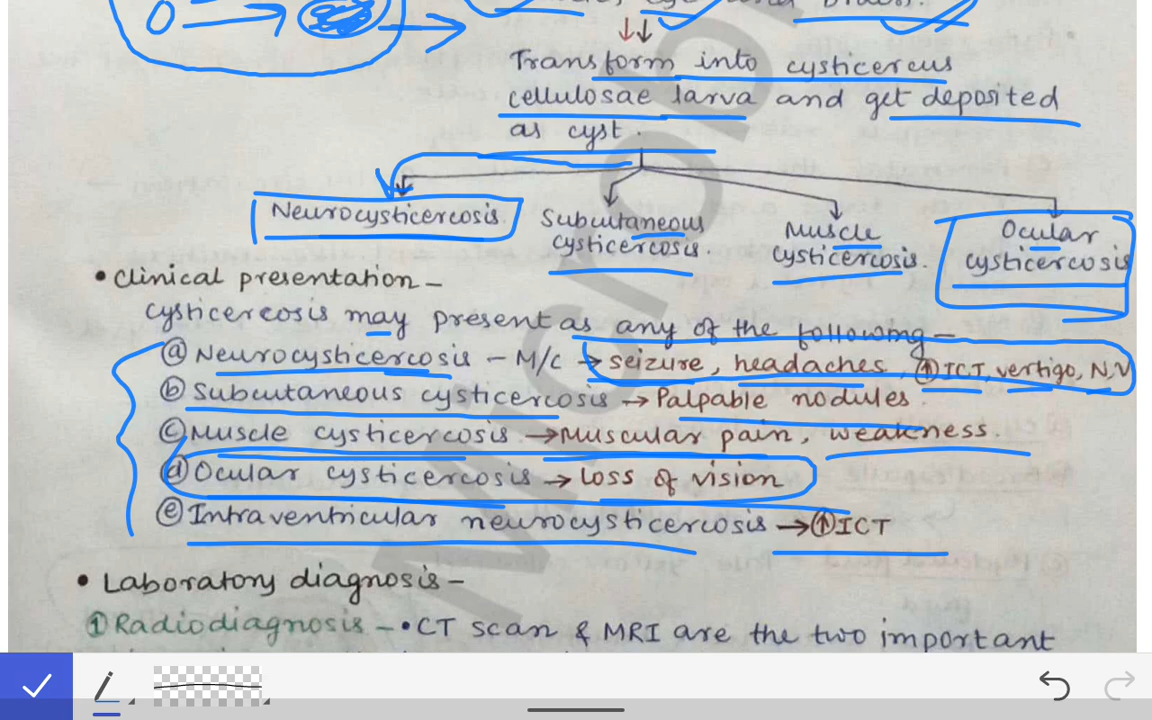 Transform into cysticercus
cellulosae larva and get deposited
as cyst.
Neurocysticercosis
Subcutaneous
cysticercosis.
Muscle
cysticercosis.
Ocular
cysticercosis
• Clinical presentation –
Cysticercosis may present as any of the following –
ⓐ Neurocysticercosis – M/C → Seizure, headaches, ↑ICT, vertigo, N,V
ⓑ Subcutaneous cysticercosis → Palpable nodules.
ⓒ Muscle cysticercosis → Muscular pain, weakness.
ⓓ Ocular cysticercosis → Loss of vision
ⓔ Intraventricular neurocysticercosis → ↑ICT
• Laboratory diagnosis –
① Radiodiagnosis – • CT scan & MRI are the two important